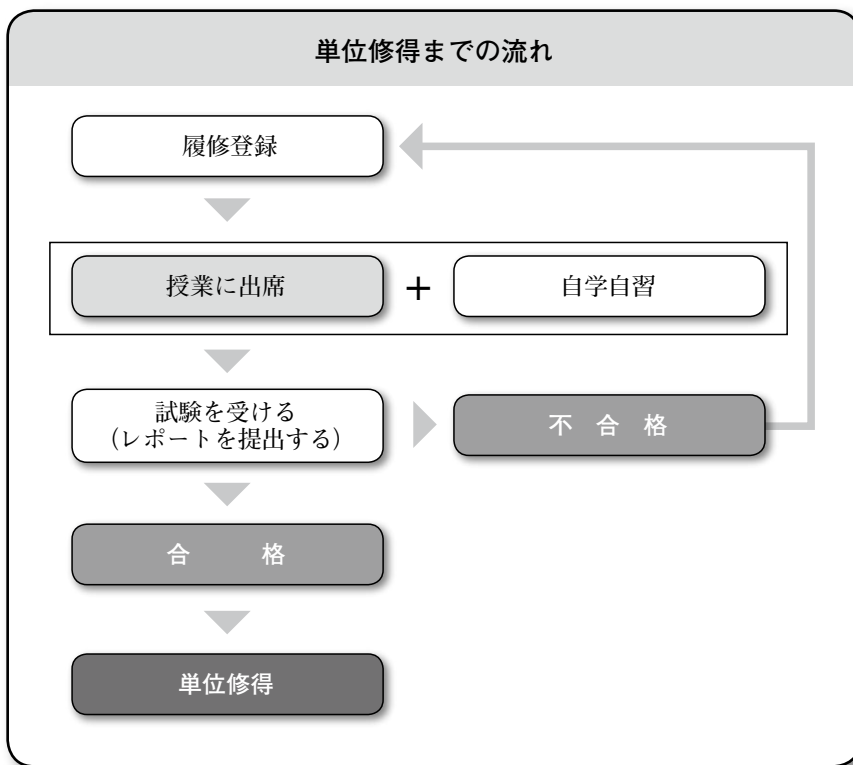 単位修得までの流れ
履修登録
授業に出席 + 自学自習
試験を受ける
(レポートを提出する)
不 合 格
合 格
単位修得